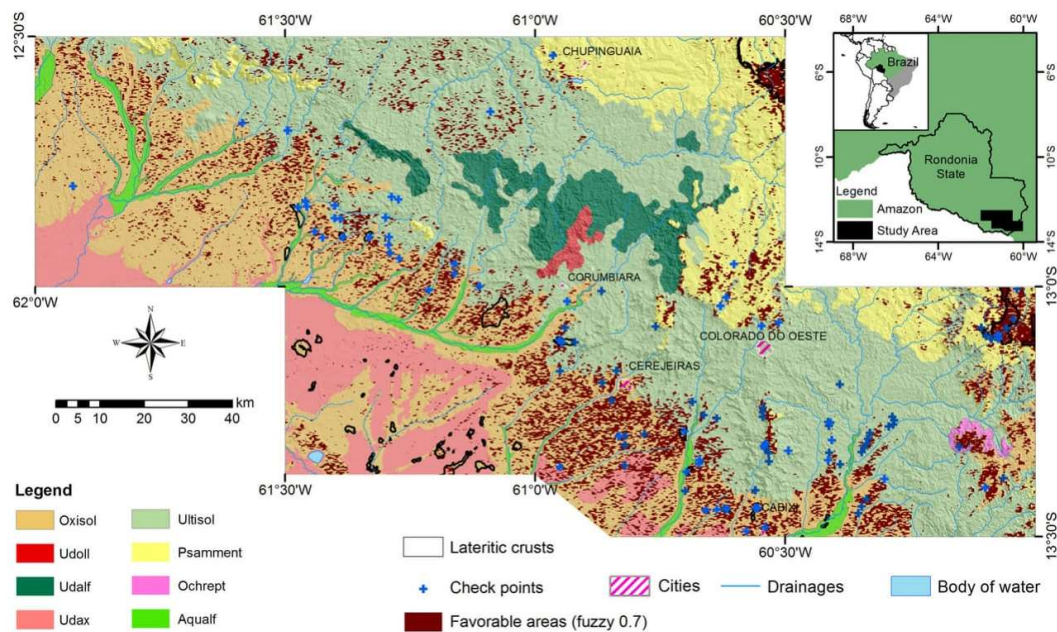 61°30'W 61°0'W 60°30'W
12°30'S
CHUPINGUAIA
CORUMBIARA
62°0'W
13°0'S
COLORADO DO OESTE
CEREJEIRAS
CABIXI
61°30'W
61°0'W
60°30'W
13°30'S
N
W E
S
km
0 5 10 20 30 40
68°W 64°W 60°W
Brazil
6°S 6°S
10°S 10°S
Rondonia
State
Legend
Amazon
Study Area
14°S 14°S
68°W 64°W 60°W
Legend
Oxisol
Udoll
Udalf
Udax
Ultisol
Psamment
Ochrept
Aqualf
Lateritic crusts
Check points
Cities
Drainages
Body of water
Favorable areas (fuzzy 0.7)